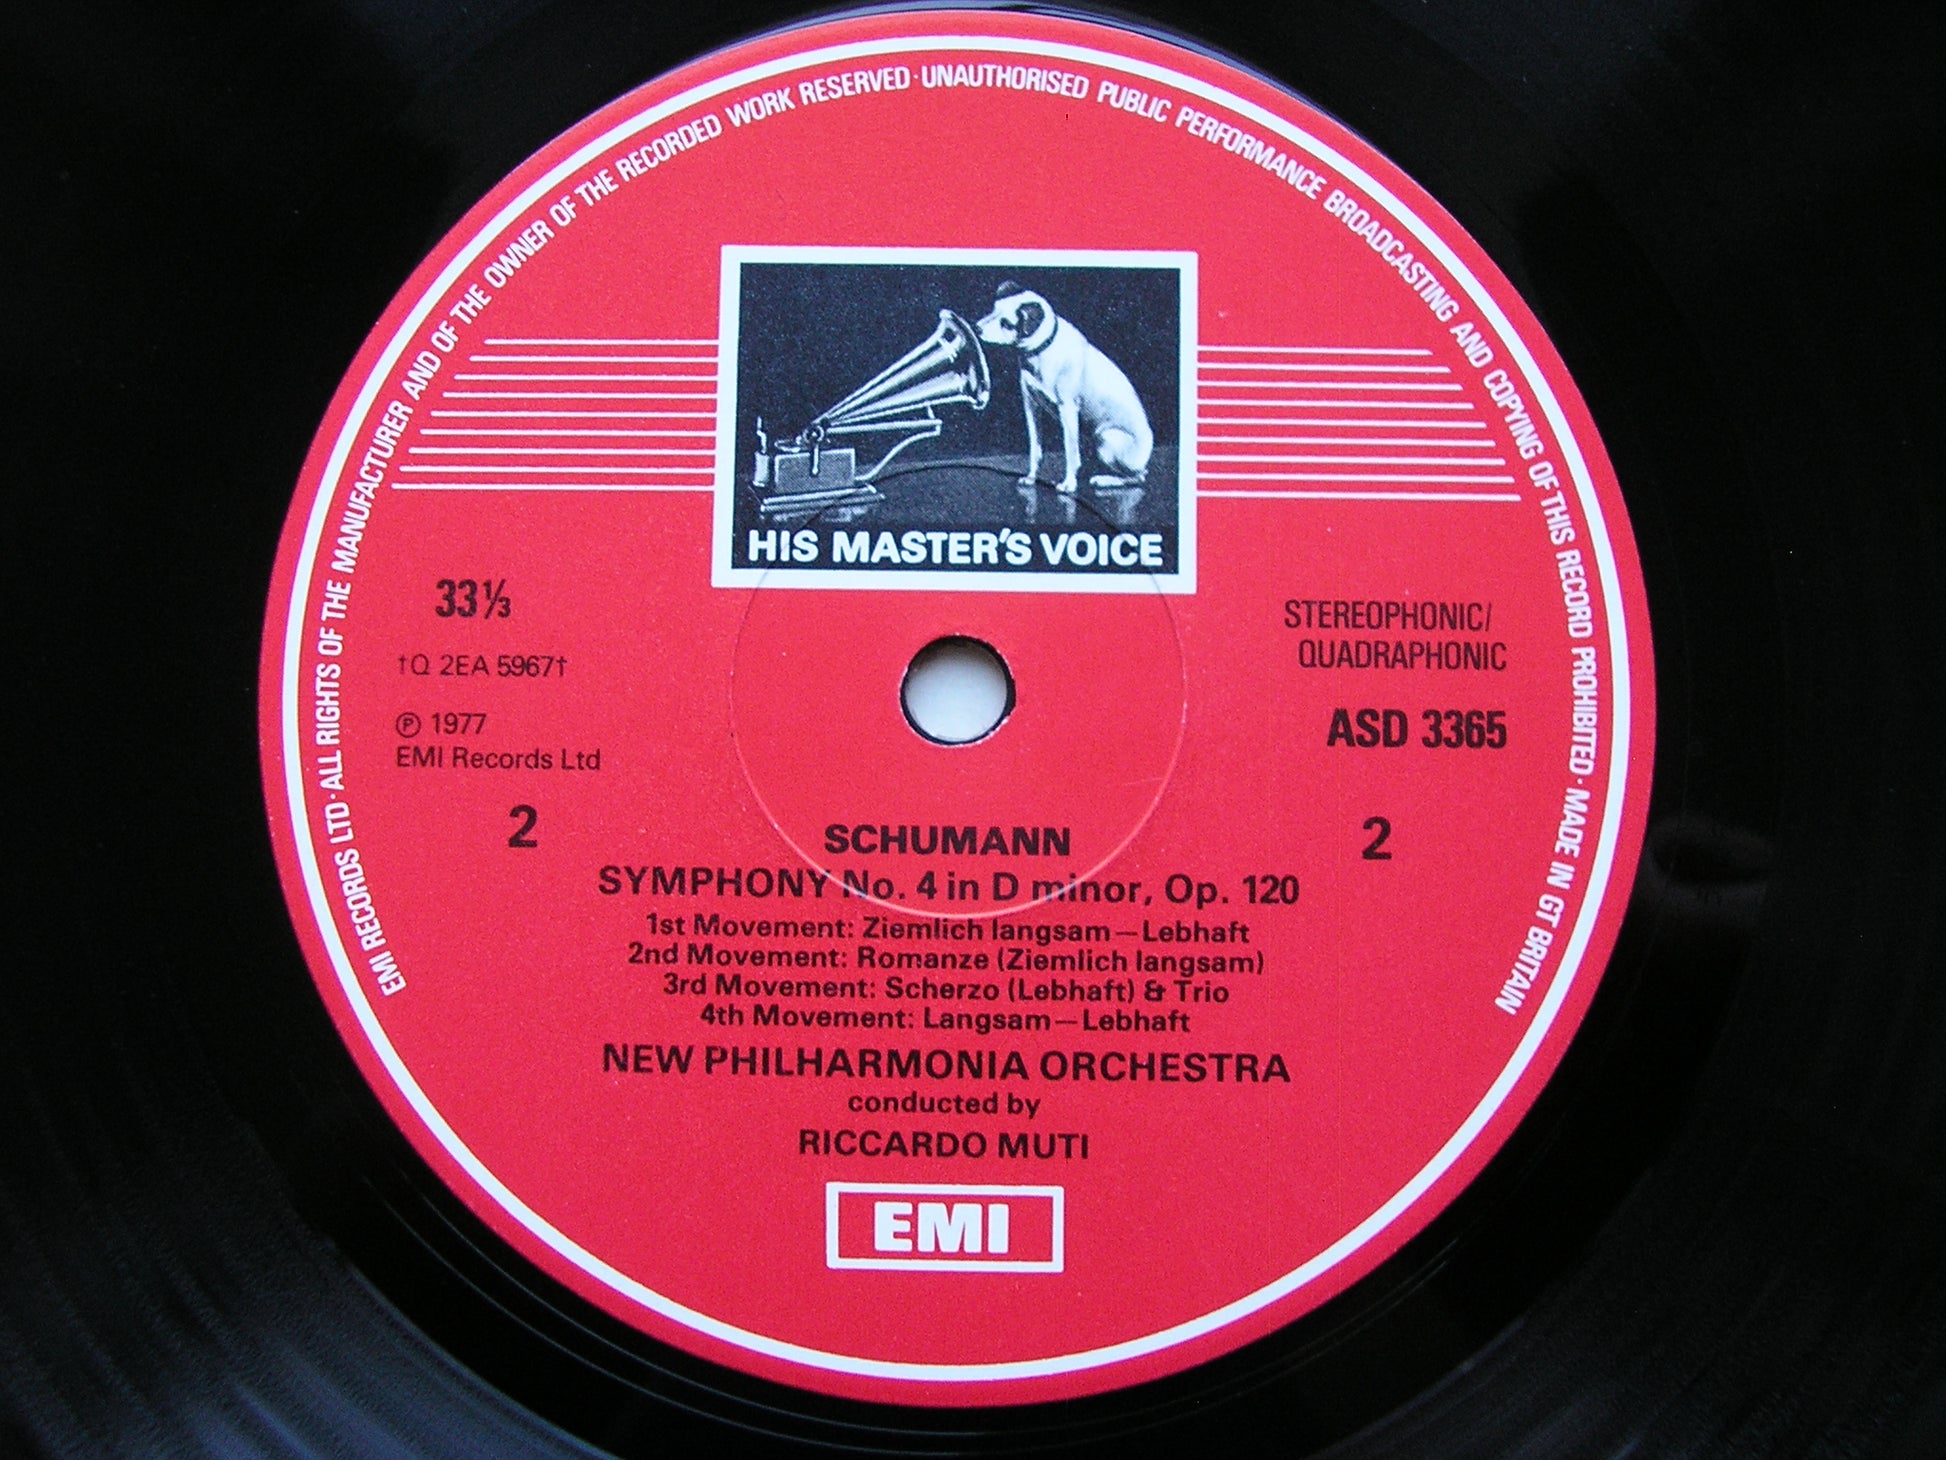 EMI RECORDS LTD · ALL RIGHTS OF THE MANUFACTURER AND OF THE OWNER OF THE RECORDED WORK RESERVED · UNAUTHORISED PUBLIC PERFORMANCE BROADCASTING AND COPYING OF THIS RECORD PROHIBITED · MADE IN GT BRITAIN
HIS MASTER'S VOICE
33⅓
†Q 2EA 5967†
℗ 1977
EMI Records Ltd
2
STEREOPHONIC/
QUADRAPHONIC
ASD 3365
2
SCHUMANN
SYMPHONY No. 4 in D minor, Op. 120
1st Movement: Ziemlich langsam—Lebhaft
2nd Movement: Romanze (Ziemlich langsam)
3rd Movement: Scherzo (Lebhaft) & Trio
4th Movement: Langsam—Lebhaft
NEW PHILHARMONIA ORCHESTRA
conducted by
RICCARDO MUTI
EMI